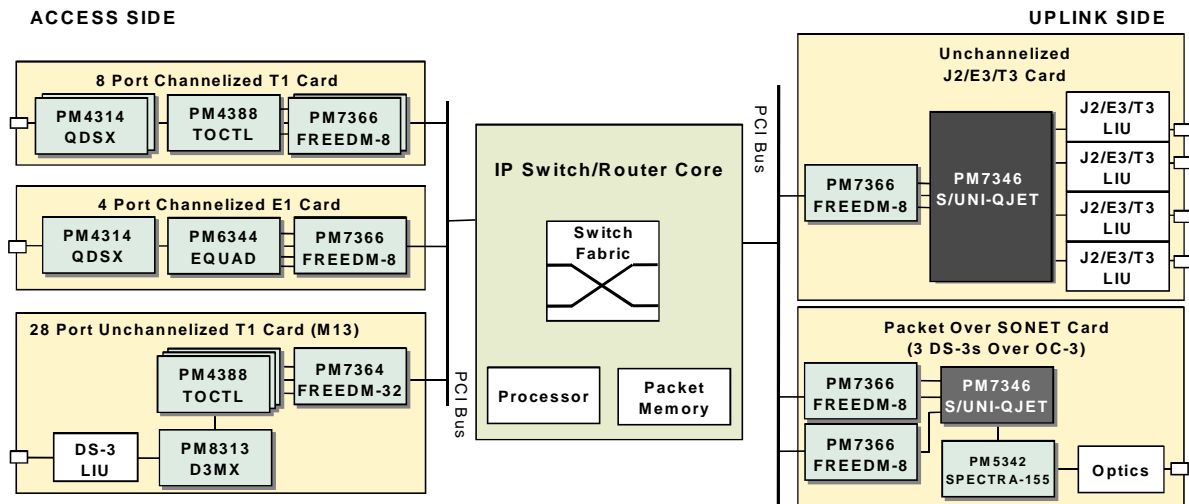 ACCESS SIDE
UPLINK SIDE
8 Port Channelized T1 Card
PM4314
QDSX
PM4388
TOCTL
PM7366
FREEDM-8
4 Port Channelized E1 Card
PM4314
QDSX
PM6344
EQUAD
PM7366
FREEDM-8
28 Port Unchannelized T1 Card (M13)
PM4388
TOCTL
PM7364
FREEDM-32
DS-3
LIU
PM8313
D3MX
PCI Bus
IP Switch/Router Core
Switch
Fabric
Processor
Packet
Memory
PCI Bus
Unchannelized
J2/E3/T3 Card
PM7366
FREEDM-8
PM7346
S/UNI-QJET
J2/E3/T3
LIU
J2/E3/T3
LIU
J2/E3/T3
LIU
J2/E3/T3
LIU
Packet Over SONET Card
(3 DS-3s Over OC-3)
PM7366
FREEDM-8
PM7366
FREEDM-8
PM7346
S/UNI-QJET
PM5342
SPECTRA-155
Optics